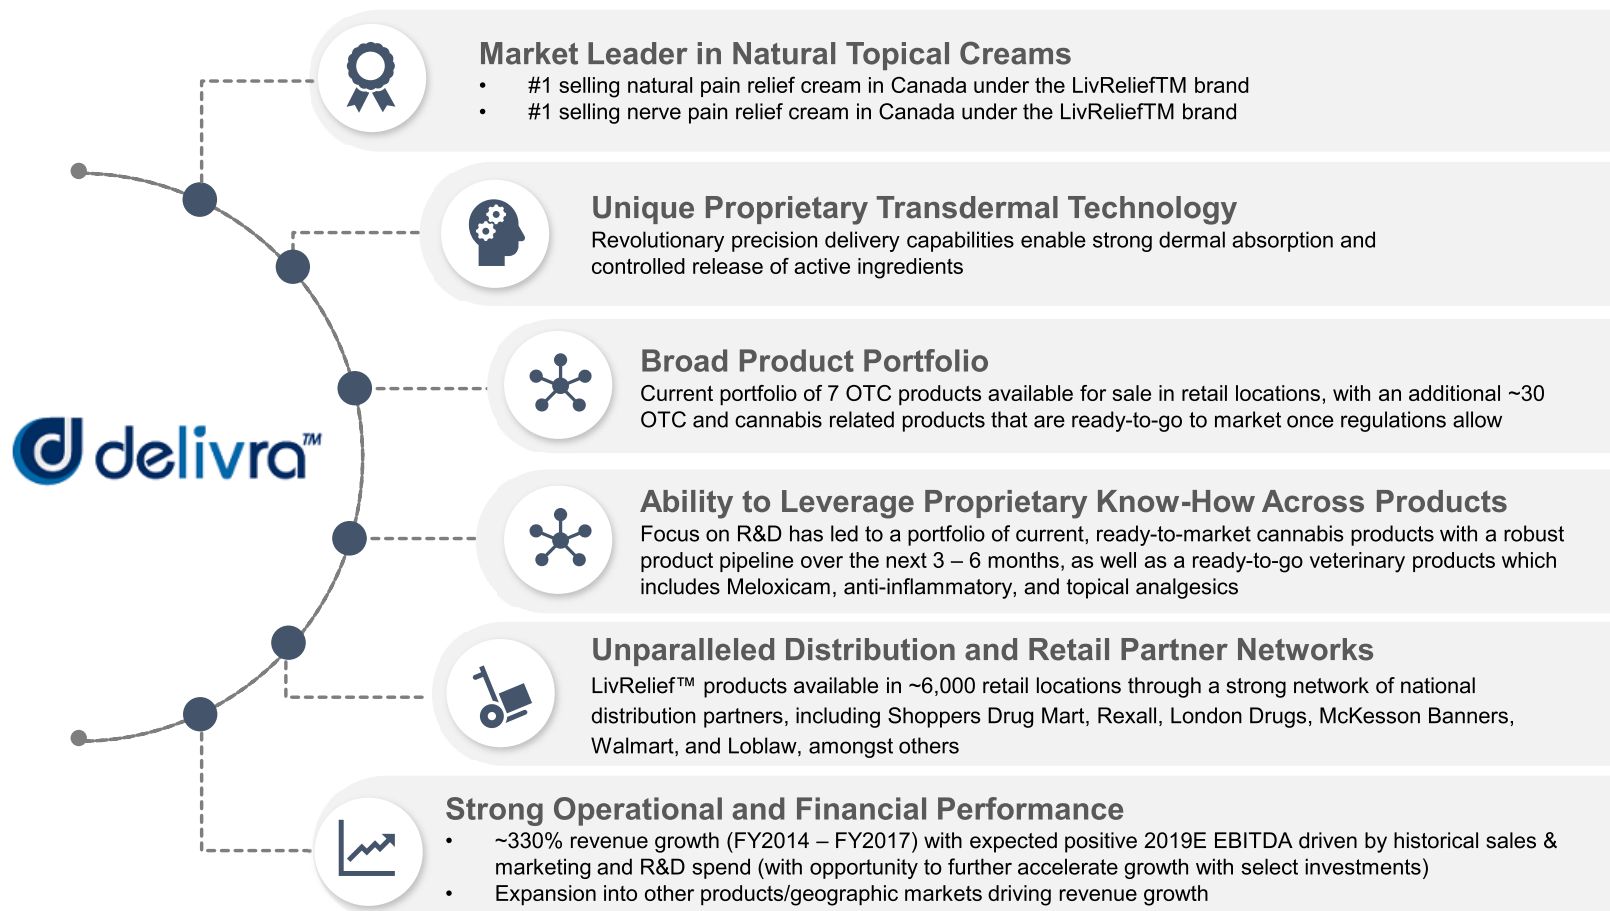 Market Leader in Natural Topical Creams
• #1 selling natural pain relief cream in Canada under the LivReliefTM brand
• #1 selling nerve pain relief cream in Canada under the LivReliefTM brand
Unique Proprietary Transdermal Technology
Revolutionary precision delivery capabilities enable strong dermal absorption and
controlled release of active ingredients
Broad Product Portfolio
Current portfolio of 7 OTC products available for sale in retail locations, with an additional ~30
OTC and cannabis related products that are ready-to-go to market once regulations allow
delivra™
Ability to Leverage Proprietary Know-How Across Products
Focus on R&D has led to a portfolio of current, ready-to-market cannabis products with a robust
product pipeline over the next 3 – 6 months, as well as a ready-to-go veterinary products which
includes Meloxicam, anti-inflammatory, and topical analgesics
Unparalleled Distribution and Retail Partner Networks
LivRelief™ products available in ~6,000 retail locations through a strong network of national
distribution partners, including Shoppers Drug Mart, Rexall, London Drugs, McKesson Banners,
Walmart, and Loblaw, amongst others
Strong Operational and Financial Performance
• ~330% revenue growth (FY2014 – FY2017) with expected positive 2019E EBITDA driven by historical sales &
marketing and R&D spend (with opportunity to further accelerate growth with select investments)
• Expansion into other products/geographic markets driving revenue growth